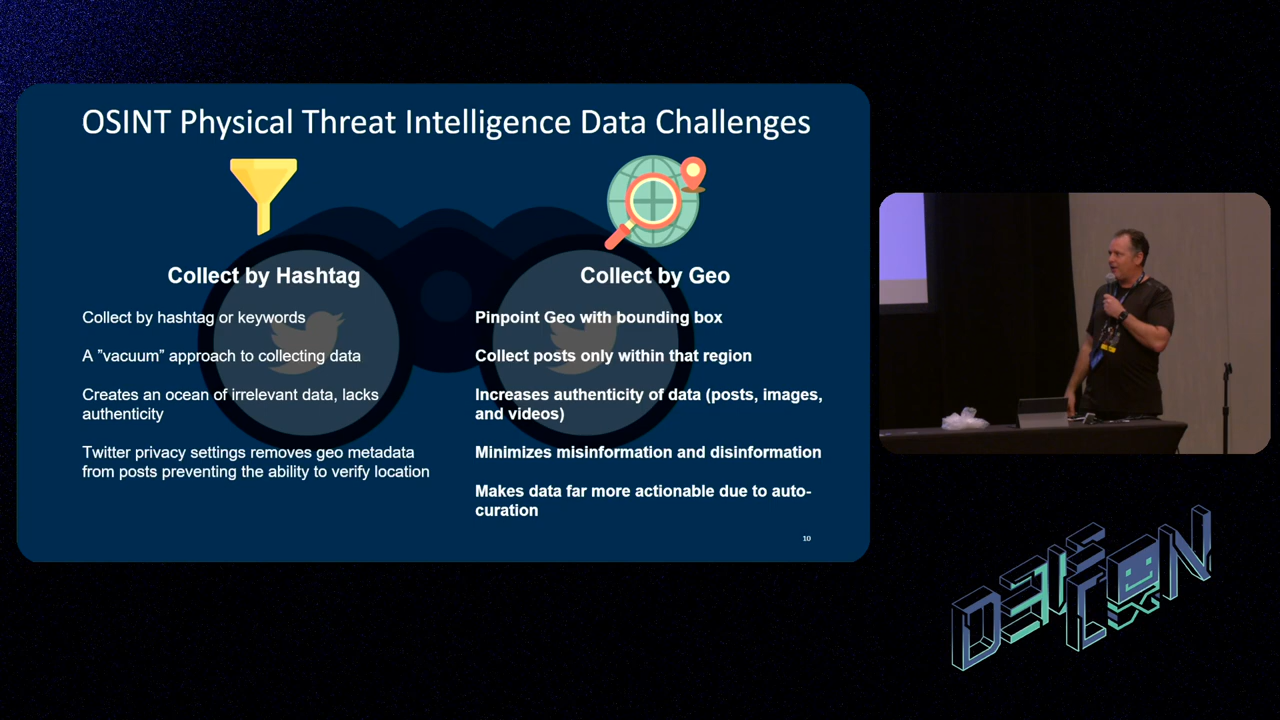 OSINT Physical Threat Intelligence Data Challenges
Collect by Hashtag
Collect by hashtag or keywords
A ”vacuum” approach to collecting data
Creates an ocean of irrelevant data, lacks
authenticity
Twitter privacy settings removes geo metadata
from posts preventing the ability to verify location
Collect by Geo
Pinpoint Geo with bounding box
Collect posts only within that region
Increases authenticity of data (posts, images,
and videos)
Minimizes misinformation and disinformation
Makes data far more actionable due to auto-
curation
10
DEF CON